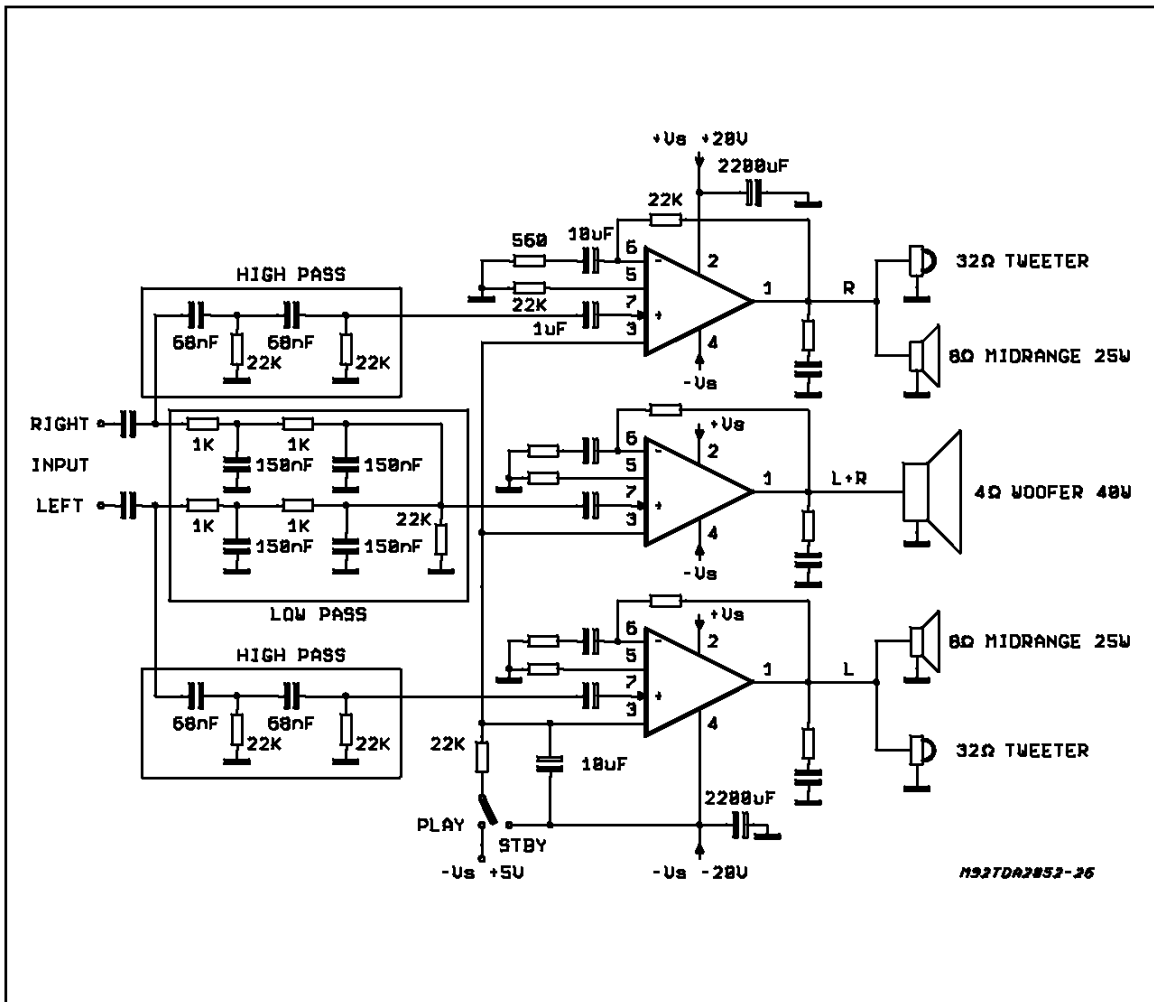 +Vs +20V
2200uF
22K
10uF
560
6
-
5
2
1
R
32Ω TWEETER
HIGH PASS
22K
7
+
3
1uF
4
-Vs
8Ω MIDRANGE 25W
68nF
68nF
22K
22K
RIGHT
1K
1K
150nF
150nF
INPUT
LEFT
1K
1K
22K
150nF
150nF
LOW PASS
+Vs
6
-
5
2
1
L+R
4Ω WOOFER 40W
7
+
3
4
-Vs
HIGH PASS
68nF
68nF
22K
22K
+Vs
6
-
5
2
1
L
8Ω MIDRANGE 25W
7
+
3
4
32Ω TWEETER
22K
10uF
2200uF
PLAY
STBY
-Vs +5V
-Vs -20V
M92TDA2052-26